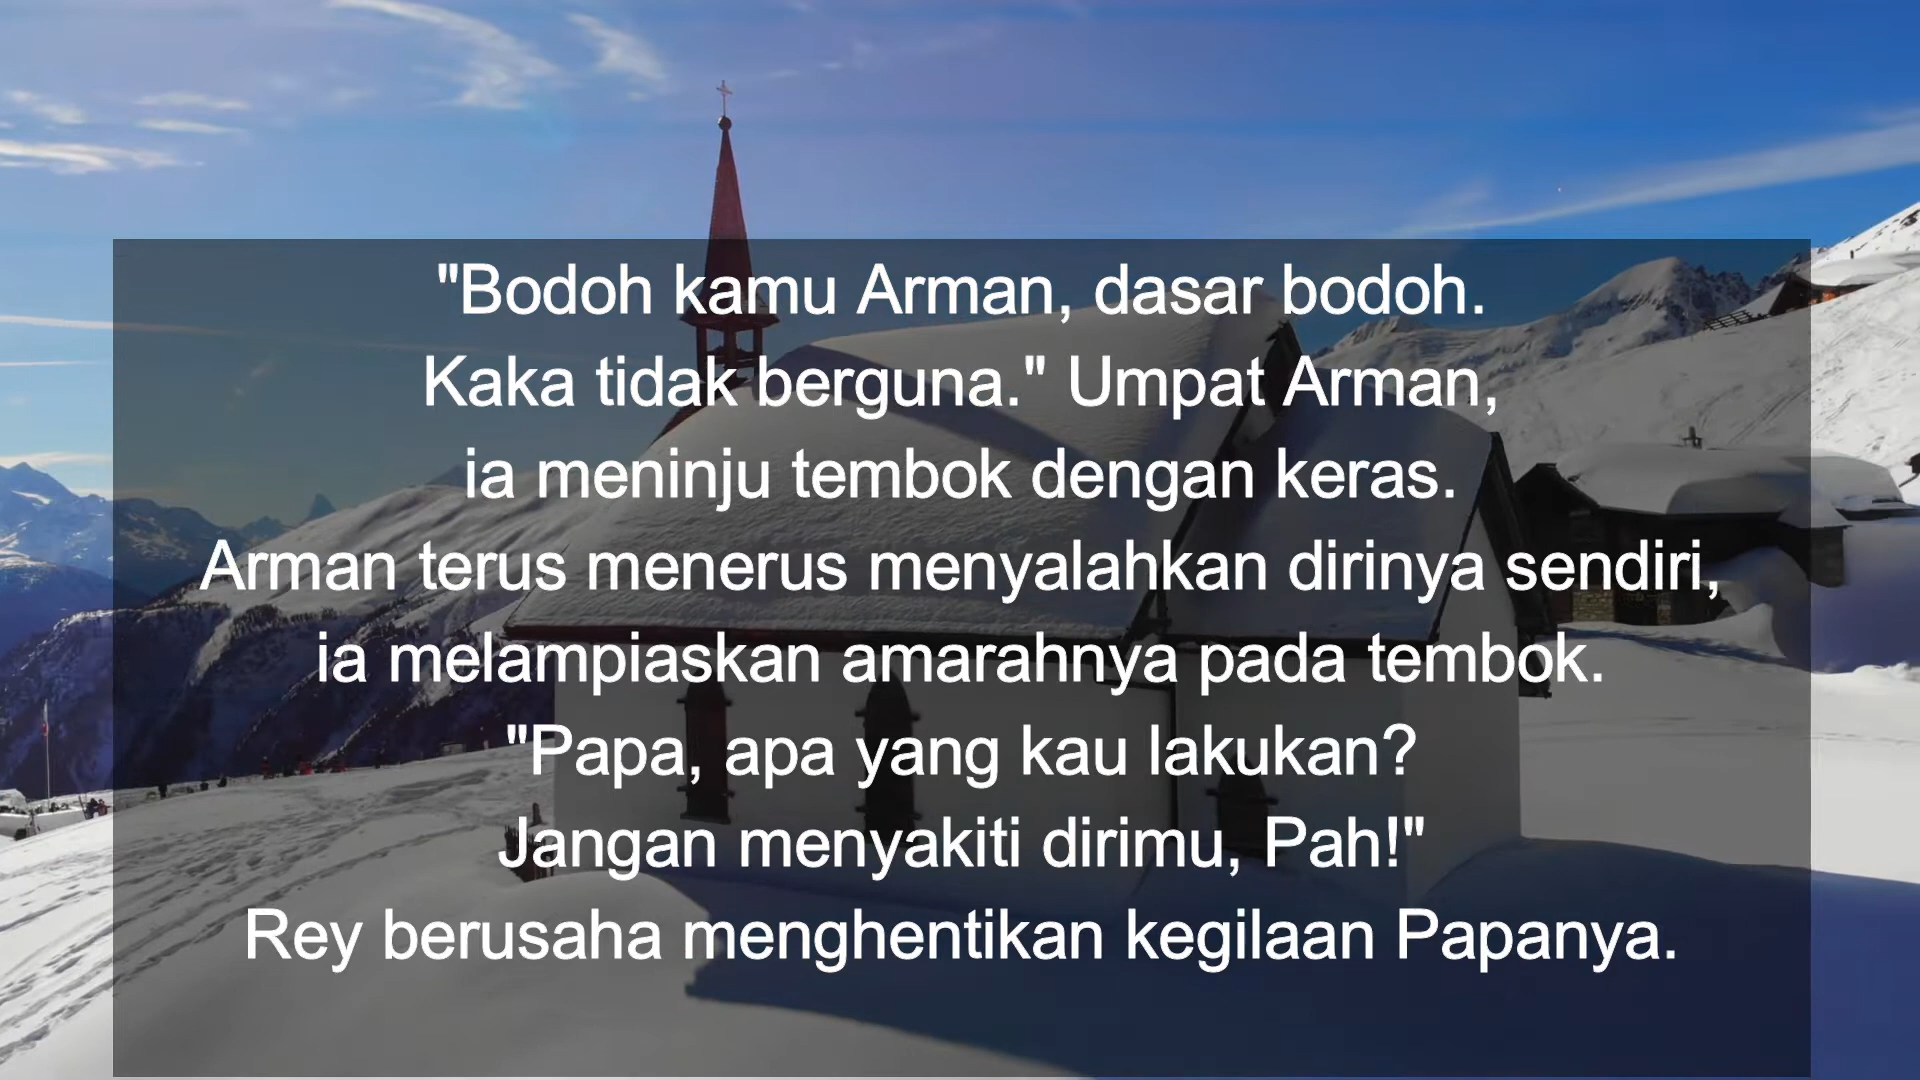 "Bodoh kamu Arman, dasar bodoh.
Kaka tidak berguna." Umpat Arman,
ia meninju tembok dengan keras.
Arman terus menerus menyalahkan dirinya sendiri,
ia melampiaskan amarahnya pada tembok.
"Papa, apa yang kau lakukan?
Jangan menyakiti dirimu, Pah!"
Rey berusaha menghentikan kegilaan Papanya.